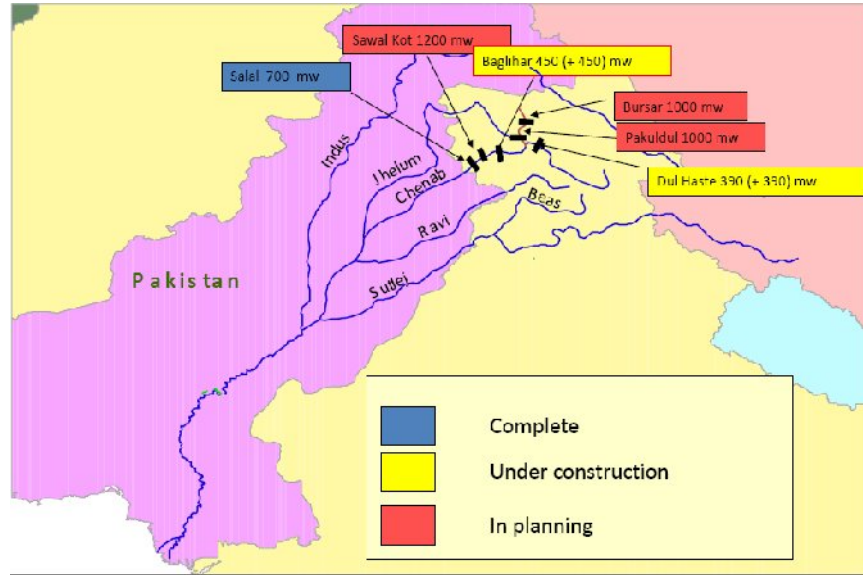 Sawal Kot 1200 mw
Baglihar 450 (+ 450) mw
Salal 700 mw
Bursar 1000 mw
Pakuldul 1000 mw
Dul Haste 390 (+ 390) mw
Indus
Jhelum
Chenab
Ravi
Beas
Sutlej
Pakistan
Complete
Under construction
In planning